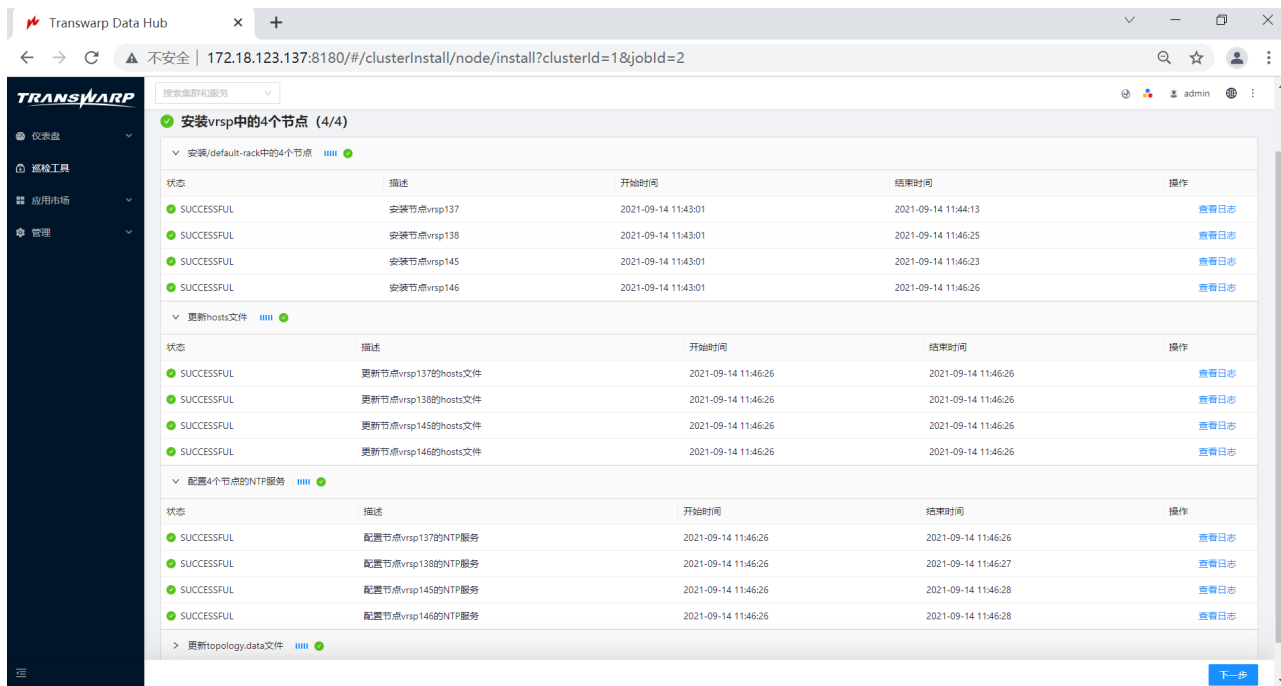 Transwarp Data Hub
不安全 | 172.18.123.137:8180/#/clusterInstall/node/install?clusterId=1&jobId=2
TRANSWARP
搜索集群和服务
admin
仪表盘
巡检工具
应用市场
管理
安装vrsp中的4个节点（4/4）
安装/default-rack中的4个节点
状态 描述 开始时间 结束时间 操作
SUCCESSFUL 安装节点vrsp137 2021-09-14 11:43:01 2021-09-14 11:44:13 查看日志
SUCCESSFUL 安装节点vrsp138 2021-09-14 11:43:01 2021-09-14 11:46:25 查看日志
SUCCESSFUL 安装节点vrsp145 2021-09-14 11:43:01 2021-09-14 11:46:23 查看日志
SUCCESSFUL 安装节点vrsp146 2021-09-14 11:43:01 2021-09-14 11:46:26 查看日志
更新hosts文件
状态 描述 开始时间 结束时间 操作
SUCCESSFUL 更新节点vrsp137的hosts文件 2021-09-14 11:46:26 2021-09-14 11:46:26 查看日志
SUCCESSFUL 更新节点vrsp138的hosts文件 2021-09-14 11:46:26 2021-09-14 11:46:26 查看日志
SUCCESSFUL 更新节点vrsp145的hosts文件 2021-09-14 11:46:26 2021-09-14 11:46:26 查看日志
SUCCESSFUL 更新节点vrsp146的hosts文件 2021-09-14 11:46:26 2021-09-14 11:46:26 查看日志
配置4个节点的NTP服务
状态 描述 开始时间 结束时间 操作
SUCCESSFUL 配置节点vrsp137的NTP服务 2021-09-14 11:46:26 2021-09-14 11:46:26 查看日志
SUCCESSFUL 配置节点vrsp138的NTP服务 2021-09-14 11:46:26 2021-09-14 11:46:27 查看日志
SUCCESSFUL 配置节点vrsp145的NTP服务 2021-09-14 11:46:26 2021-09-14 11:46:28 查看日志
SUCCESSFUL 配置节点vrsp146的NTP服务 2021-09-14 11:46:26 2021-09-14 11:46:28 查看日志
更新topology.data文件
下一步